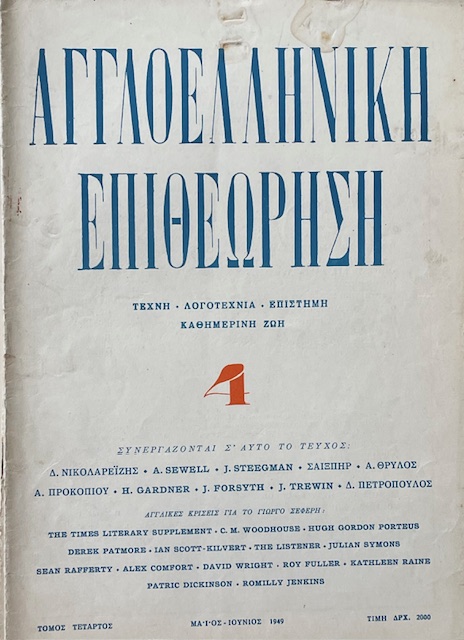 ΑΓΓΛΟΕΛΛΗΝΙΚΗ
ΕΠΙΘΕΩΡΗΣΗ
ΤΕΧΝΗ · ΛΟΓΟΤΕΧΝΙΑ · ΕΠΙΣΤΗΜΗ
ΚΑΘΗΜΕΡΙΝΗ ΖΩΗ
4
ΣΥΝΕΡΓΑΖΟΝΤΑΙ Σ' ΑΥΤΟ ΤΟ ΤΕΥΧΟΣ:
Δ. ΝΙΚΟΛΑΡΕΪΖΗΣ · A. SEWELL · J. STEEGMAN · ΣΑΙΞΠΗΡ · Α. ΘΡΥΛΟΣ
Α. ΠΡΟΚΟΠΙΟΥ · H. GARDNER · J. FORSYTH · J. TREWIN · Δ. ΠΕΤΡΟΠΟΥΛΟΣ
ΑΓΓΛΙΚΕΣ ΚΡΙΣΕΙΣ ΓΙΑ ΤΟ ΓΙΩΡΓΟ ΣΕΦΕΡΗ:
THE TIMES LITERARY SUPPLEMENT · C. M. WOODHOUSE · HUGH GORDON PORTEUS
DEREK PATMORE · IAN SCOTT-KILVERT · THE LISTENER · JULIAN SYMONS
SEAN RAFFERTY · ALEX COMFORT · DAVID WRIGHT · ROY FULLER · KATHLEEN RAINE
PATRIC DICKINSON · ROMILLY JENKINS
ΤΟΜΟΣ ΤΕΤΑΡΤΟΣ ΜΑ·Ι·ΟΣ-ΙΟΥΝΙΟΣ 1949 ΤΙΜΗ ΔΡΧ. 2000